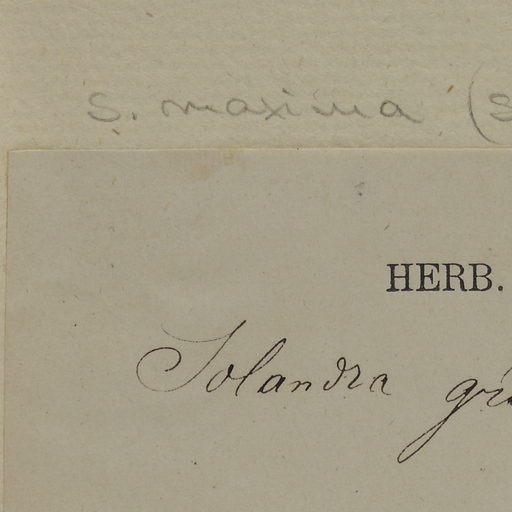 S. maxima (S
HERB.
Solandra gr